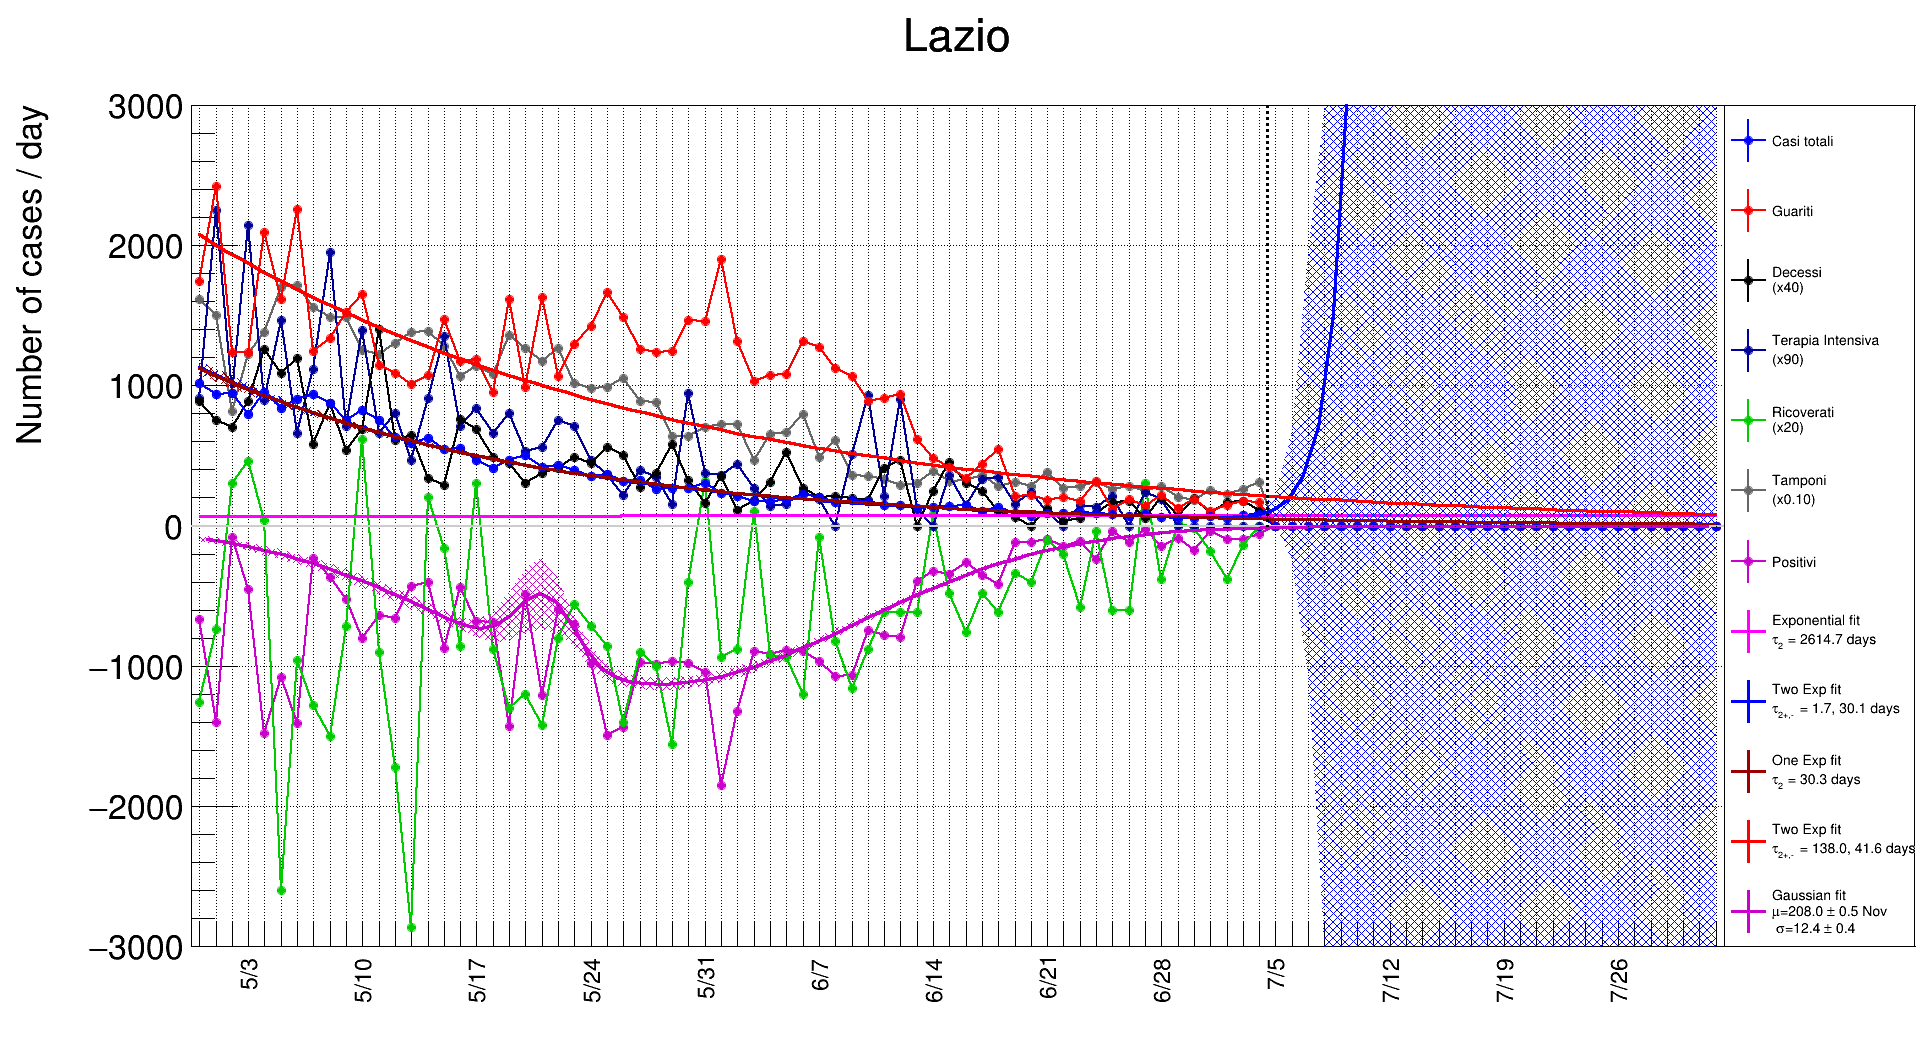 Lazio
Number of cases / day
3000
2000
1000
0
−1000
−2000
−3000
5/3
5/10
5/17
5/24
5/31
6/7
6/14
6/21
6/28
7/5
7/12
7/19
7/26
Casi totali
Guariti
Decessi
(x40)
Terapia Intensiva
(x90)
Ricoverati
(x20)
Tamponi
(x0.10)
Positivi
Exponential fit
τ2 = 2614.7 days
Two Exp fit
τ2+,- = 1.7, 30.1 days
One Exp fit
τ2 = 30.3 days
Two Exp fit
τ2+,- = 138.0, 41.6 days
Gaussian fit
μ=208.0 ± 0.5 Nov
σ=12.4 ± 0.4